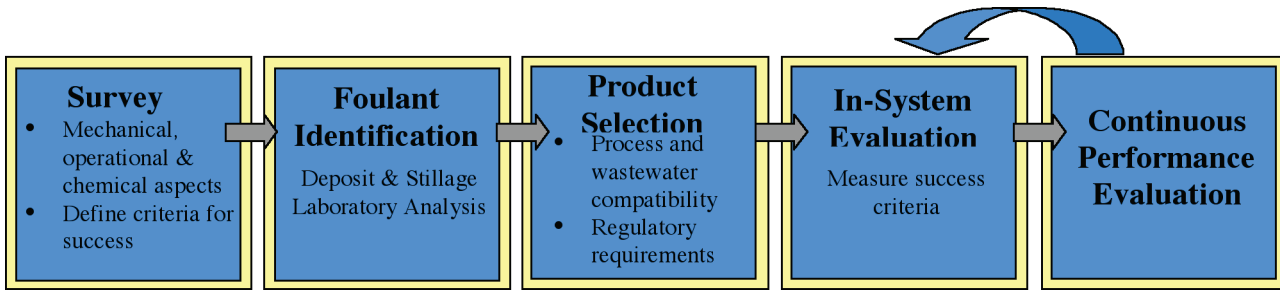 Survey
• Mechanical,
operational &
chemical aspects
• Define criteria for
success
Foulant
Identification
Deposit & Stillage
Laboratory Analysis
Product
Selection
• Process and
wastewater
compatibility
• Regulatory
requirements
In-System
Evaluation
Measure success
criteria
Continuous
Performance
Evaluation